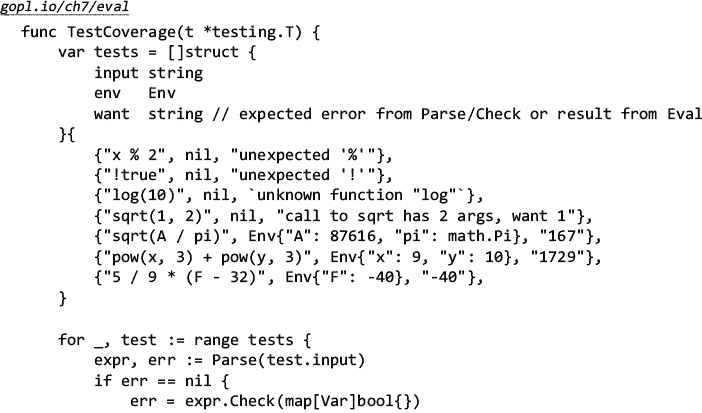 gopl.io/ch7/eval
func TestCoverage(t *testing.T) {
    var tests = []struct {
        input string
        env   Env
        want  string // expected error from Parse/Check or result from Eval
    }{
        {"x % 2", nil, "unexpected '%'"},
        {"!true", nil, "unexpected '!'"},
        {"log(10)", nil, `unknown function "log"`},
        {"sqrt(1, 2)", nil, "call to sqrt has 2 args, want 1"},
        {"sqrt(A / pi)", Env{"A": 87616, "pi": math.Pi}, "167"},
        {"pow(x, 3) + pow(y, 3)", Env{"x": 9, "y": 10}, "1729"},
        {"5 / 9 * (F - 32)", Env{"F": -40}, "-40"},
    }
    for _, test := range tests {
        expr, err := Parse(test.input)
        if err == nil {
            err = expr.Check(map[Var]bool{})